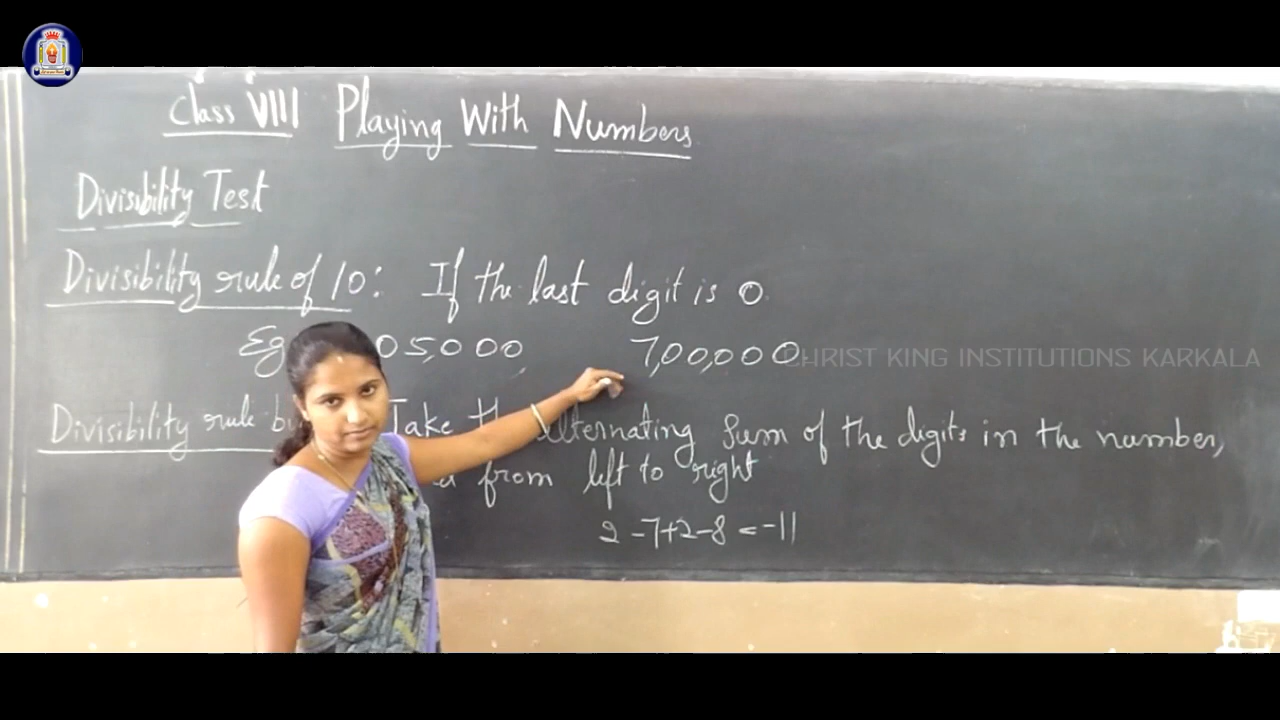 Class VIII Playing With Numbers
Divisibility Test
Divisibility rule of 10: If the last digit is 0
Eg 05,000, 7,00,000
CHRIST KING INSTITUTIONS KARKALA
Divisibility rule by Take the alternating Sum of the digits in the number,
from left to right
2-7+2-8=-11